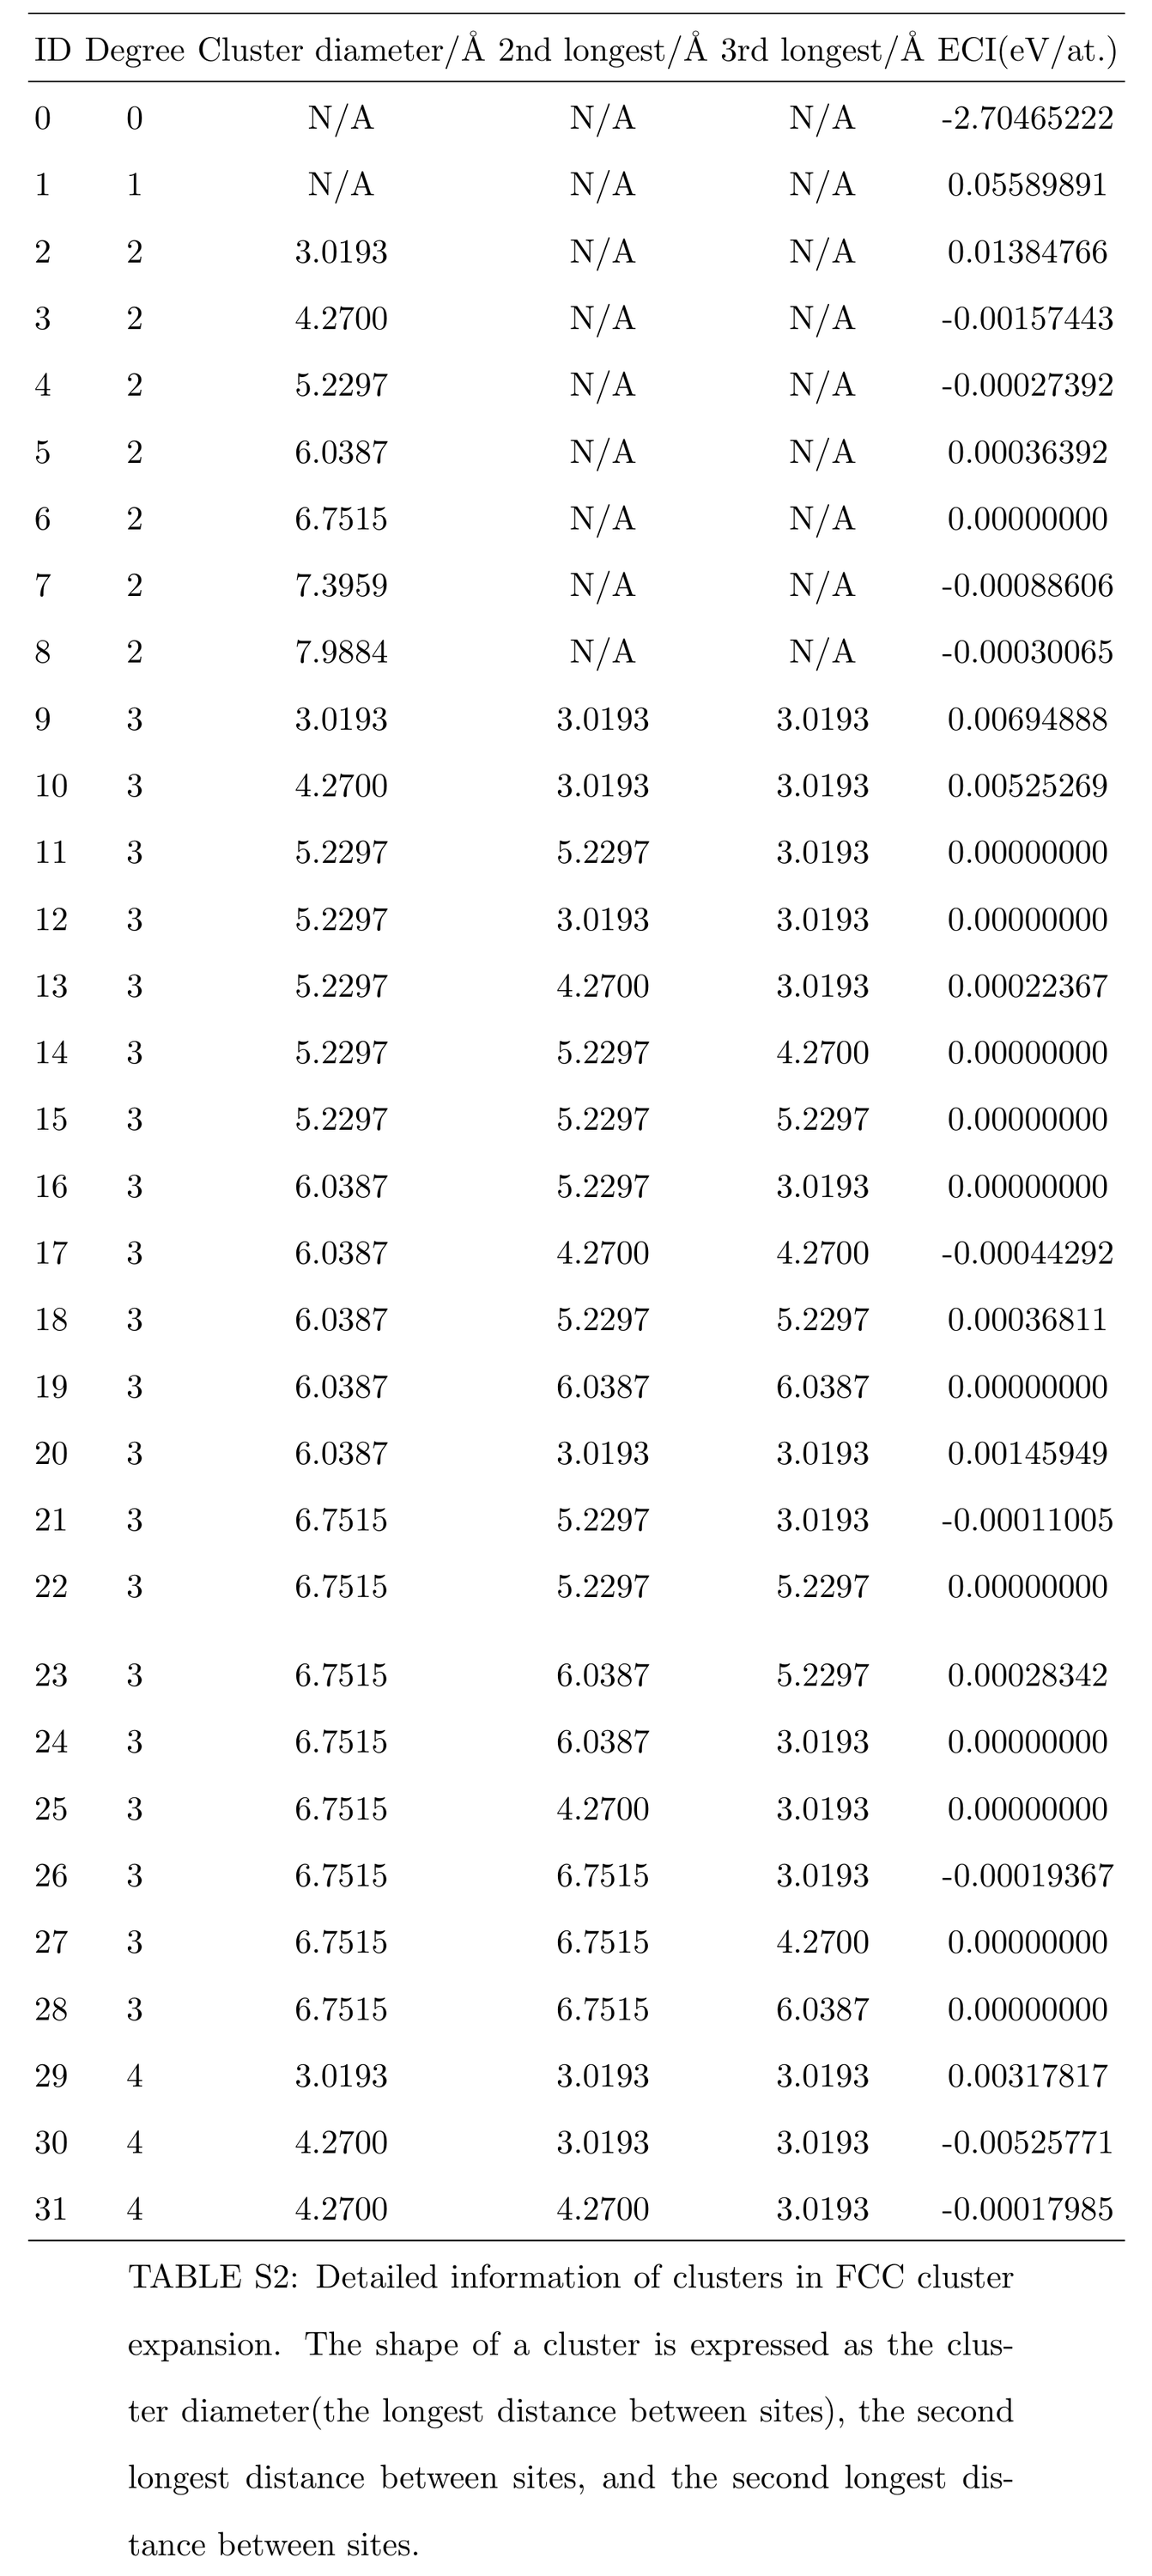 ID Degree Cluster diameter/Å 2nd longest/Å 3rd longest/Å ECI(eV/at.)
0 0 N/A N/A N/A -2.70465222
1 1 N/A N/A N/A 0.05589891
2 2 3.0193 N/A N/A 0.01384766
3 2 4.2700 N/A N/A -0.00157443
4 2 5.2297 N/A N/A -0.00027392
5 2 6.0387 N/A N/A 0.00036392
6 2 6.7515 N/A N/A 0.00000000
7 2 7.3959 N/A N/A -0.00088606
8 2 7.9884 N/A N/A -0.00030065
9 3 3.0193 3.0193 3.0193 0.00694888
10 3 4.2700 3.0193 3.0193 0.00525269
11 3 5.2297 5.2297 3.0193 0.00000000
12 3 5.2297 3.0193 3.0193 0.00000000
13 3 5.2297 4.2700 3.0193 0.00022367
14 3 5.2297 5.2297 4.2700 0.00000000
15 3 5.2297 5.2297 5.2297 0.00000000
16 3 6.0387 5.2297 3.0193 0.00000000
17 3 6.0387 4.2700 4.2700 -0.00044292
18 3 6.0387 5.2297 5.2297 0.00036811
19 3 6.0387 6.0387 6.0387 0.00000000
20 3 6.0387 3.0193 3.0193 0.00145949
21 3 6.7515 5.2297 3.0193 -0.00011005
22 3 6.7515 5.2297 5.2297 0.00000000
23 3 6.7515 6.0387 5.2297 0.00028342
24 3 6.7515 6.0387 3.0193 0.00000000
25 3 6.7515 4.2700 3.0193 0.00000000
26 3 6.7515 6.7515 3.0193 -0.00019367
27 3 6.7515 6.7515 4.2700 0.00000000
28 3 6.7515 6.7515 6.0387 0.00000000
29 4 3.0193 3.0193 3.0193 0.00317817
30 4 4.2700 3.0193 3.0193 -0.00525771
31 4 4.2700 4.2700 3.0193 -0.00017985
TABLE S2: Detailed information of clusters in FCC cluster
expansion. The shape of a cluster is expressed as the clus-
ter diameter(the longest distance between sites), the second
longest distance between sites, and the second longest dis-
tance between sites.